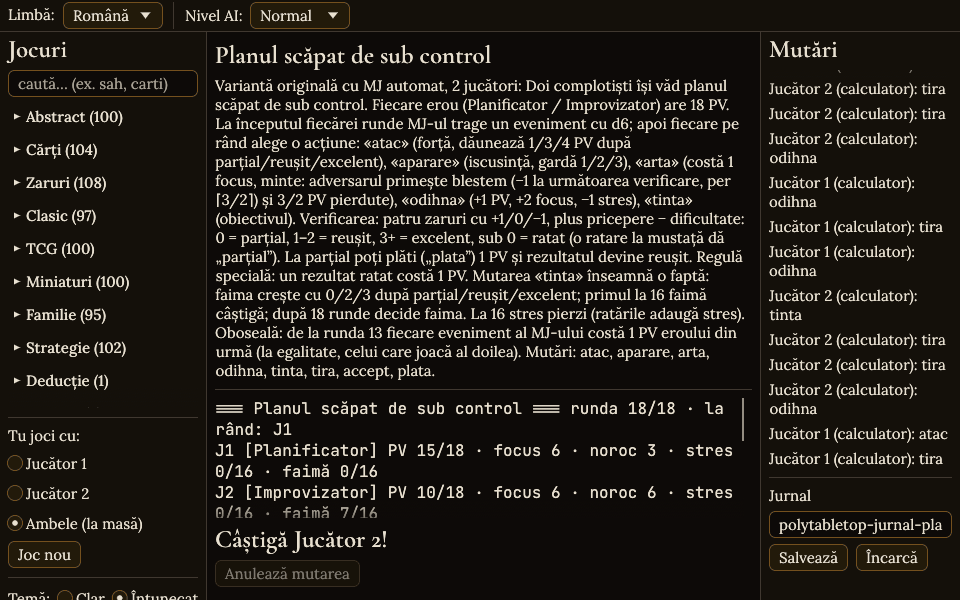 Limbă: Română ▼ Nivel AI: Normal ▼
Jocuri
caută... (ex. sah, carti)
▸ Abstract (100)
▸ Cărți (104)
▸ Zaruri (108)
▸ Clasic (97)
▸ TCG (100)
▸ Miniaturi (100)
▸ Familie (95)
▸ Strategie (102)
▸ Deducție (1)
Tu joci cu:
Jucător 1
Jucător 2
Ambele (la masă)
Joc nou
Temă: Clar Întunecat
Planul scăpat de sub control
Variantă originală cu MJ automat, 2 jucători: Doi complotiști își văd planul
scăpat de sub control. Fiecare erou (Planificator / Improvizator) are 18 PV.
La începutul fiecărei runde MJ-ul trage un eveniment cu d6; apoi fiecare pe
rând alege o acțiune: «atac» (forță, dăunează 1/3/4 PV după
parțial/reușit/excelent), «aparare» (iscusință, gardă 1/2/3), «arta» (costă 1
focus, minte: adversarul primește blestem (−1 la următoarea verificare, per
⌈3/2⌉) și 3/2 PV pierdute), «odihna» (+1 PV, +2 focus, −1 stres), «tinta»
(obiectivul). Verificarea: patru zaruri cu +1/0/−1, plus pricepere − dificultate:
0 = parțial, 1–2 = reușit, 3+ = excelent, sub 0 = ratat (o ratare la mustață dă
„parțial”). La parțial poți plăti („plata”) 1 PV și rezultatul devine reușit. Regulă
specială: un rezultat ratat costă 1 PV. Mutarea «tinta» înseamnă o faptă:
faima crește cu 0/2/3 după parțial/reușit/excelent; primul la 16 faimă
câștigă; după 18 runde decide faima. La 16 stres pierzi (ratările adaugă stres).
Oboseală: de la runda 13 fiecare eveniment al MJ-ului costă 1 PV eroului din
urmă (la egalitate, celui care joacă al doilea). Mutări: atac, aparare, arta,
odihna, tinta, tira, accept, plata.
═══ Planul scăpat de sub control ═══ runda 18/18 · la
rând: J1
J1 [Planificator] PV 15/18 · focus 6 · noroc 3 · stres
0/16 · faimă 0/16
J2 [Improvizator] PV 10/18 · focus 6 · noroc 6 · stres
0/16 · faimă 7/16
Câștigă Jucător 2!
Anulează mutarea
Mutări
Jucător 2 (calculator): tira
Jucător 2 (calculator): tira
Jucător 2 (calculator):
odihna
Jucător 1 (calculator):
odihna
Jucător 1 (calculator): tira
Jucător 1 (calculator):
odihna
Jucător 2 (calculator):
tinta
Jucător 2 (calculator): tira
Jucător 2 (calculator): tira
Jucător 2 (calculator):
odihna
Jucător 1 (calculator): atac
Jucător 1 (calculator): tira
Jurnal
polytabletop-jurnal-pla
Salvează Încarcă